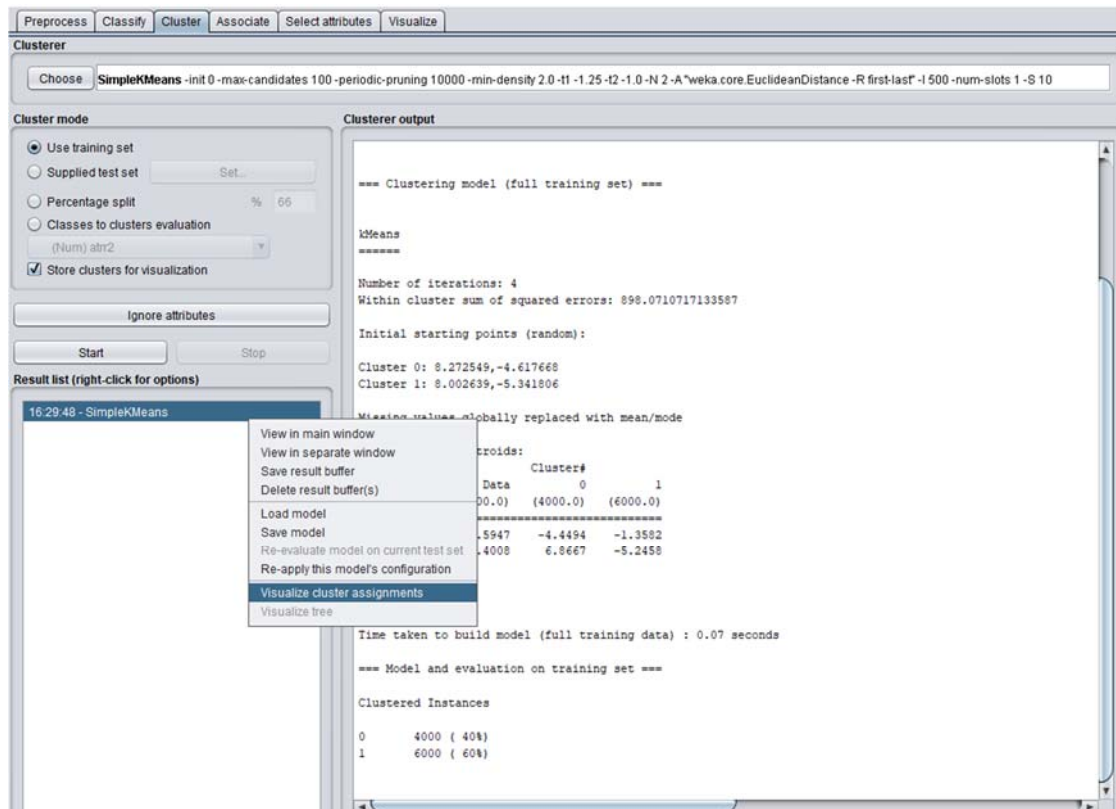 Preprocess Classify Cluster Associate Select attributes Visualize
Clusterer
Choose SimpleKMeans -init 0 -max-candidates 100 -periodic-pruning 10000 -min-density 2.0 -t1 -1.25 -t2 -1.0 -N 2 -A "weka.core.EuclideanDistance -R first-last" -I 500 -num-slots 1 -S 10
Cluster mode
Use training set
Supplied test set Set...
Percentage split % 66
Classes to clusters evaluation
(Num) atrr2
Store clusters for visualization
Ignore attributes
Start Stop
Result list (right-click for options)
16:29:48 - SimpleKMeans
View in main window
View in separate window
Save result buffer
Delete result buffer(s)
Load model
Save model
Re-evaluate model on current test set
Re-apply this model's configuration
Visualize cluster assignments
Visualize tree
Clusterer output
=== Clustering model (full training set) ===
kMeans
======
Number of iterations: 4
Within cluster sum of squared errors: 898.0710717133587
Initial starting points (random):
Cluster 0: 8.272549,-4.617668
Cluster 1: 8.002639,-5.341806
Missing values globally replaced with mean/mode
troids:
Cluster#
Data 0 1
00.0) (4000.0) (6000.0)
==========================
.5947 -4.4494 -1.3582
.4008 6.8667 -5.2458
Time taken to build model (full training data) : 0.07 seconds
=== Model and evaluation on training set ===
Clustered Instances
0 4000 ( 40%)
1 6000 ( 60%)